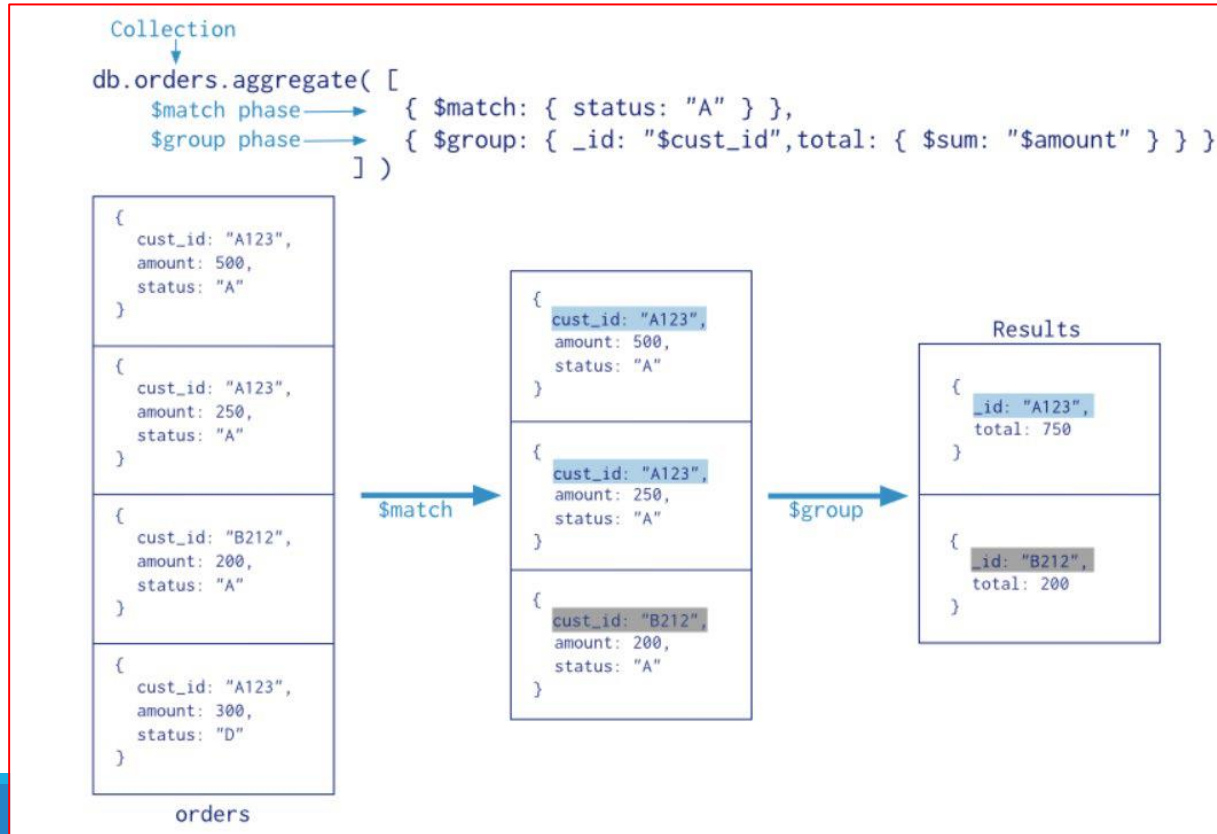 Collection
db.orders.aggregate( [
$match phase { $match: { status: "A" } },
$group phase { $group: { _id: "$cust_id",total: { $sum: "$amount" } } }
] )
{
cust_id: "A123",
amount: 500,
status: "A"
}
{
cust_id: "A123",
amount: 250,
status: "A"
}
{
cust_id: "B212",
amount: 200,
status: "A"
}
{
cust_id: "A123",
amount: 300,
status: "D"
}
orders
$match
{
cust_id: "A123",
amount: 500,
status: "A"
}
{
cust_id: "A123",
amount: 250,
status: "A"
}
{
cust_id: "B212",
amount: 200,
status: "A"
}
$group
Results
{
_id: "A123",
total: 750
}
{
_id: "B212",
total: 200
}